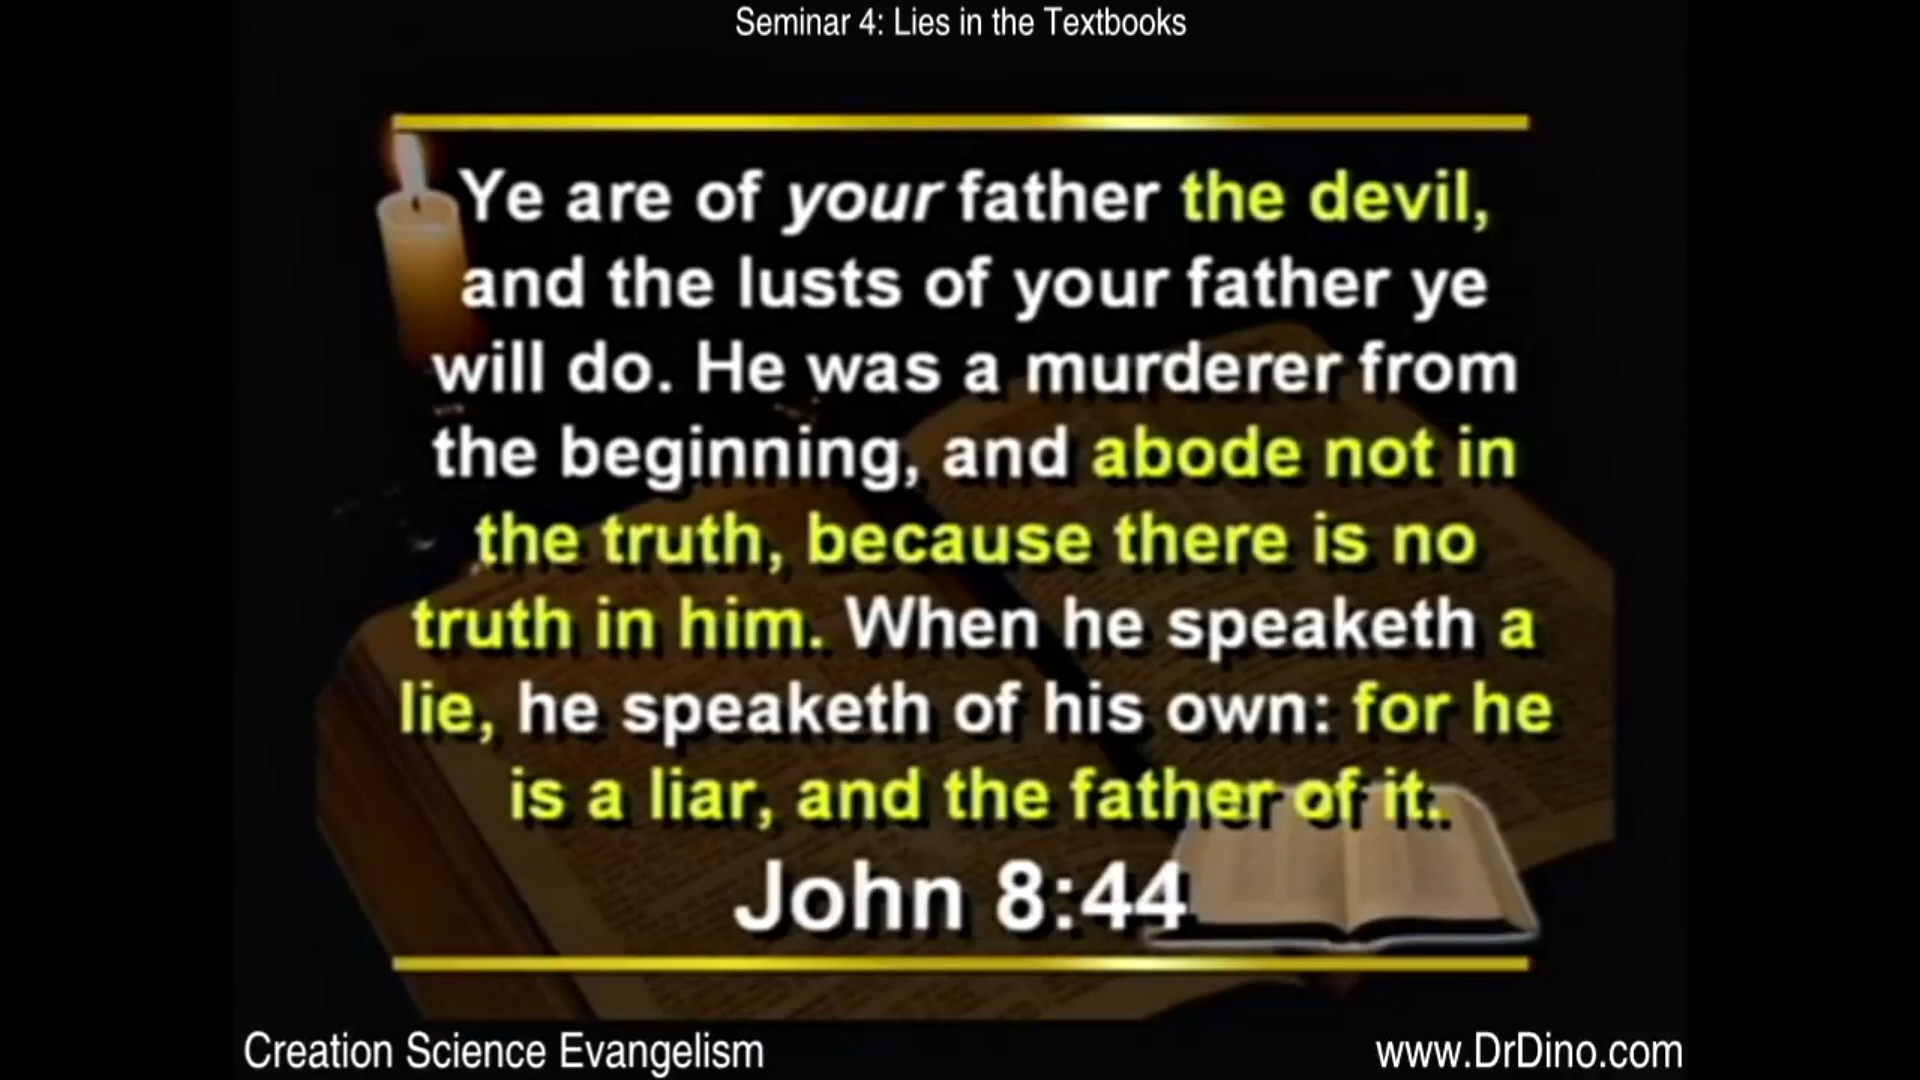 Seminar 4: Lies in the Textbooks
Ye are of your father the devil,
and the lusts of your father ye
will do. He was a murderer from
the beginning, and abode not in
the truth, because there is no
truth in him. When he speaketh a
lie, he speaketh of his own: for he
is a liar, and the father of it.
John 8:44
Creation Science Evangelism
www.DrDino.com